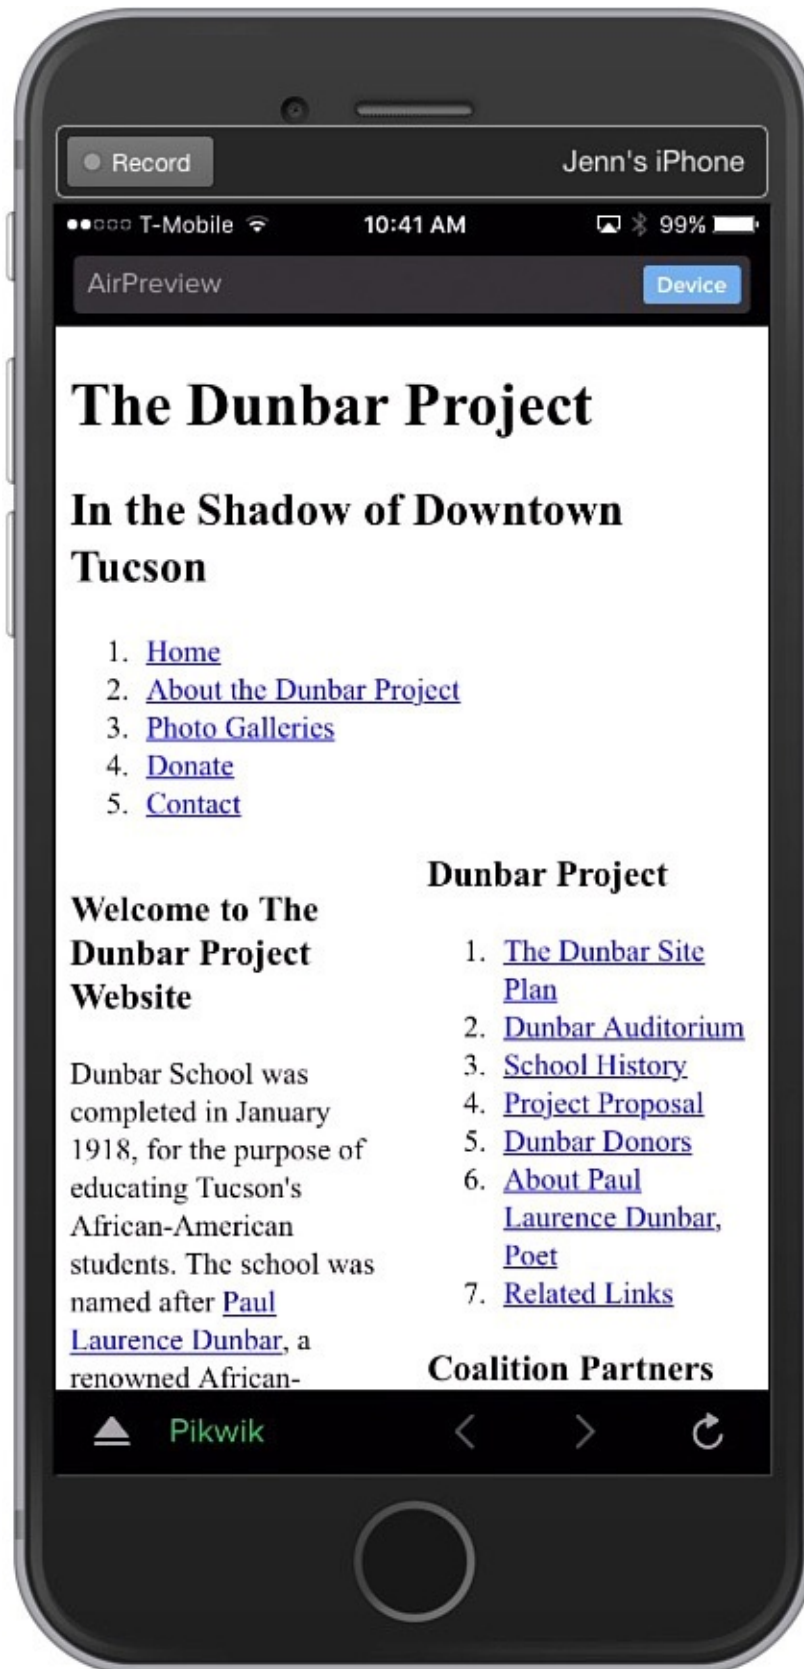 Record
Jenn's iPhone
T-Mobile
10:41 AM
99%
AirPreview
Device
The Dunbar Project
In the Shadow of Downtown
Tucson
1. Home
2. About the Dunbar Project
3. Photo Galleries
4. Donate
5. Contact
Welcome to The
Dunbar Project
Website
Dunbar School was
completed in January
1918, for the purpose of
educating Tucson's
African-American
students. The school was
named after Paul
Laurence Dunbar, a
renowned African-
Dunbar Project
1. The Dunbar Site
Plan
2. Dunbar Auditorium
3. School History
4. Project Proposal
5. Dunbar Donors
6. About Paul
Laurence Dunbar,
Poet
7. Related Links
Coalition Partners
Pikwik